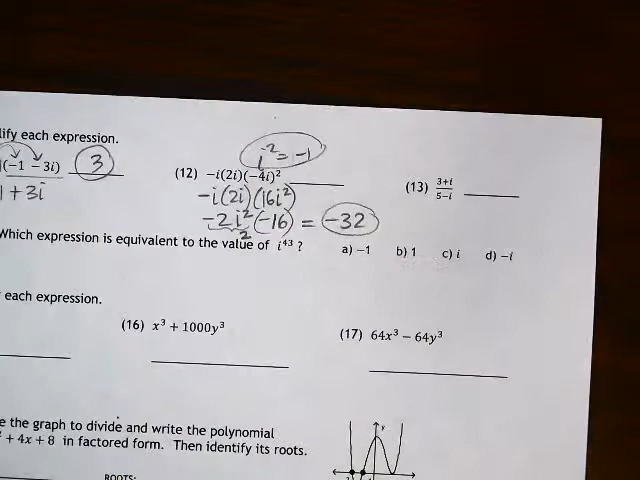 lify each expression.
i² = -1
(-1 - 3i) 3
(12) -i(2i)(-4i)²
(13) 3+i
5-i
1 + 3i
-i(2i)(16i²)
-2i²(-16) = -32
2
Which expression is equivalent to the value of i⁴³ ? a) -1 b) 1 c) i d) -i
each expression.
(16) x³ + 1000y³
(17) 64x³ - 64y³
e the graph to divide and write the polynomial
+ 4x + 8 in factored form. Then identify its roots.
y
ROOTS: